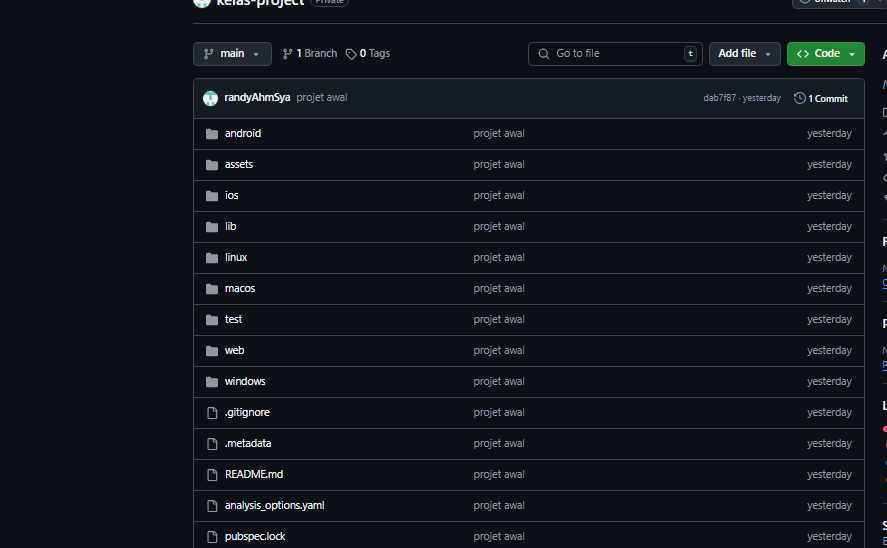 kelas-project Private Unwatch 1
main 1 Branch 0 Tags Go to file t Add file Code
randyAhmSya projet awal dab7f87 · yesterday 1 Commit
android projet awal yesterday
assets projet awal yesterday
ios projet awal yesterday
lib projet awal yesterday
linux projet awal yesterday
macos projet awal yesterday
test projet awal yesterday
web projet awal yesterday
windows projet awal yesterday
.gitignore projet awal yesterday
.metadata projet awal yesterday
README.md projet awal yesterday
analysis_options.yaml projet awal yesterday
pubspec.lock projet awal yesterday